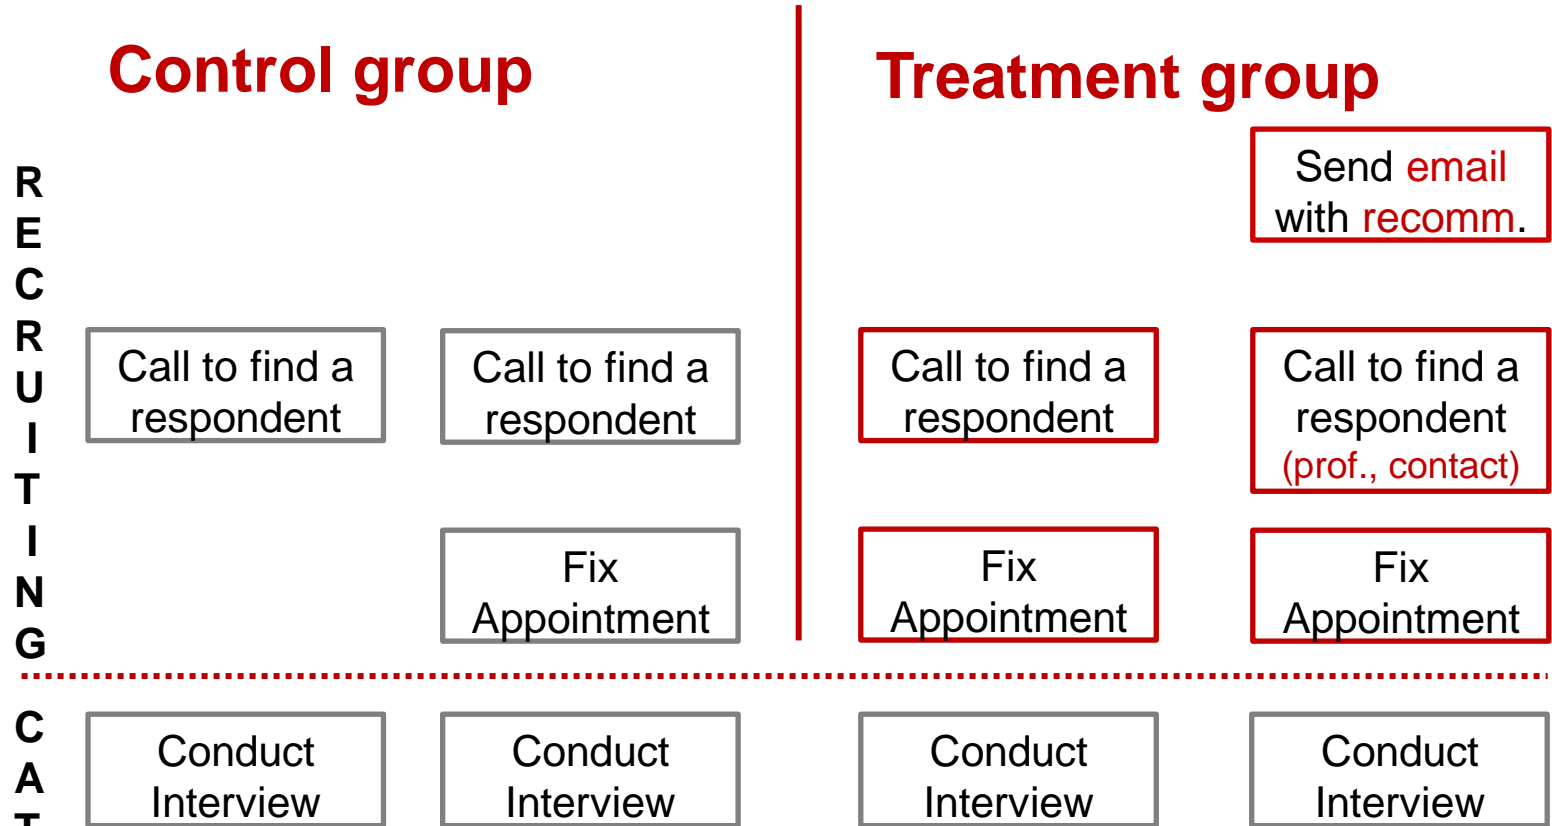 Control group
Treatment group
Send email
with recomm.
R
E
C
R
U
I
T
I
N
G
Call to find a
respondent
Call to find a
respondent
Call to find a
respondent
Call to find a
respondent
(prof., contact)
Fix
Appointment
Fix
Appointment
Fix
Appointment
C
A
T
Conduct
Interview
Conduct
Interview
Conduct
Interview
Conduct
Interview